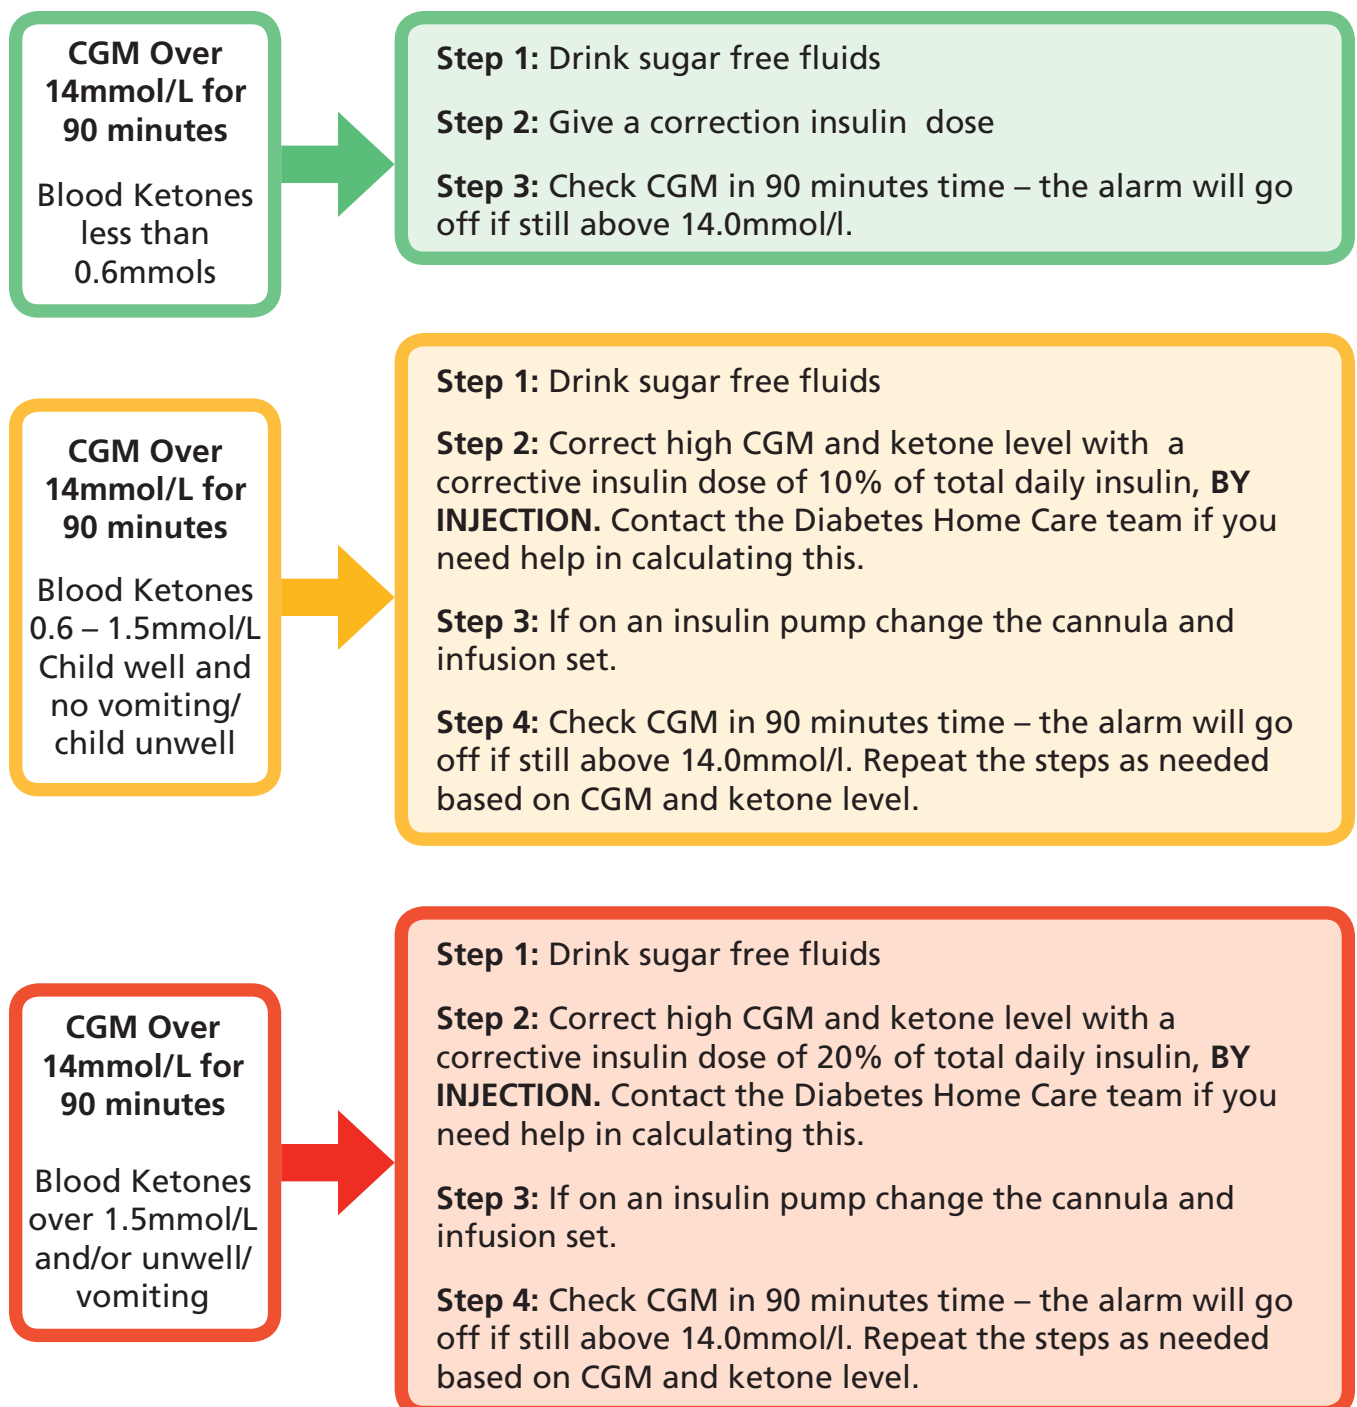 CGM Over
14mmol/L for
90 minutes
Blood Ketones
less than
0.6mmols
Step 1: Drink sugar free fluids
Step 2: Give a correction insulin dose
Step 3: Check CGM in 90 minutes time – the alarm will go
off if still above 14.0mmol/l.
CGM Over
14mmol/L for
90 minutes
Blood Ketones
0.6 – 1.5mmol/L
Child well and
no vomiting/
child unwell
Step 1: Drink sugar free fluids
Step 2: Correct high CGM and ketone level with a
corrective insulin dose of 10% of total daily insulin, BY
INJECTION. Contact the Diabetes Home Care team if you
need help in calculating this.
Step 3: If on an insulin pump change the cannula and
infusion set.
Step 4: Check CGM in 90 minutes time – the alarm will go
off if still above 14.0mmol/l. Repeat the steps as needed
based on CGM and ketone level.
CGM Over
14mmol/L for
90 minutes
Blood Ketones
over 1.5mmol/L
and/or unwell/
vomiting
Step 1: Drink sugar free fluids
Step 2: Correct high CGM and ketone level with a
corrective insulin dose of 20% of total daily insulin, BY
INJECTION. Contact the Diabetes Home Care team if you
need help in calculating this.
Step 3: If on an insulin pump change the cannula and
infusion set.
Step 4: Check CGM in 90 minutes time – the alarm will go
off if still above 14.0mmol/l. Repeat the steps as needed
based on CGM and ketone level.